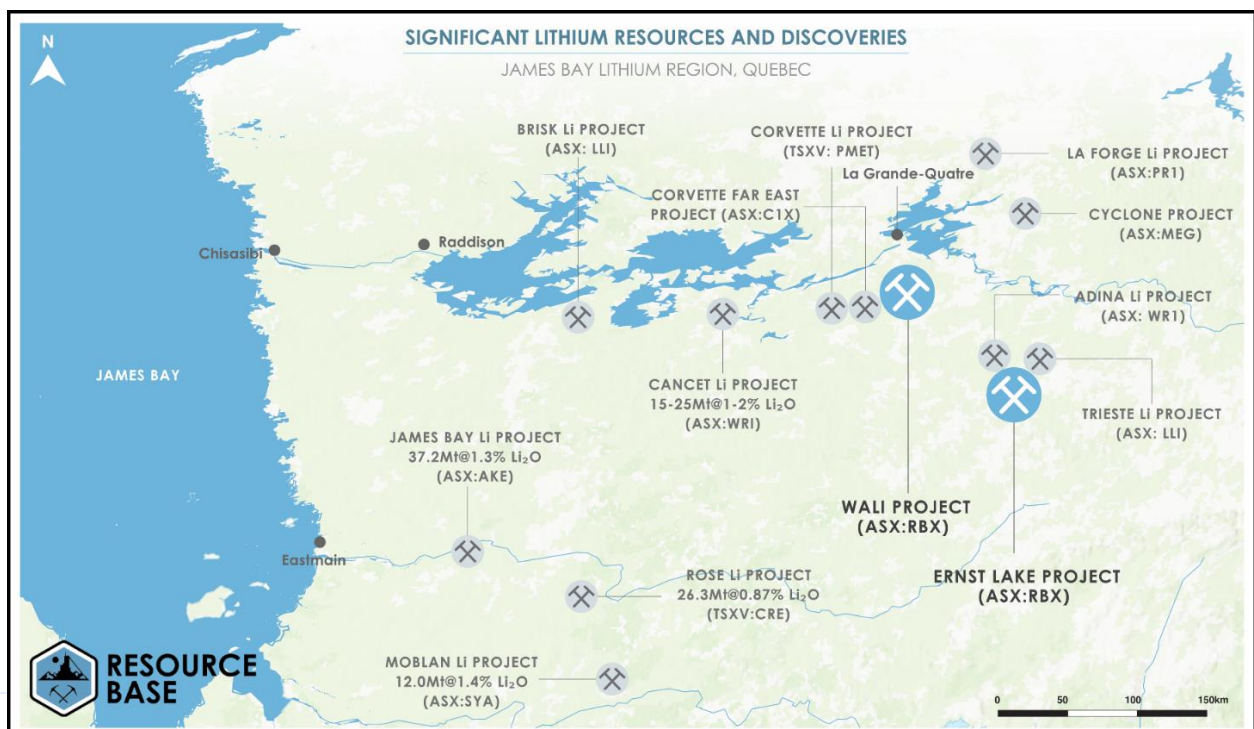 SIGNIFICANT LITHIUM RESOURCES AND DISCOVERIES
JAMES BAY LITHIUM REGION, QUEBEC
N
BRISK Li PROJECT
(ASX: LLI)
CORVETTE Li PROJECT
(TSXV: PMET)
La Grande-Quatre
LA FORGE Li PROJECT
(ASX:PR1)
CORVETTE FAR EAST
PROJECT (ASX:C1X)
CYCLONE PROJECT
(ASX:MEG)
Chisasibi
Raddison
ADINA Li PROJECT
(ASX: WR1)
JAMES BAY
CANCET Li PROJECT
15-25Mt@1-2% Li₂O
(ASX:WRI)
TRIESTE Li PROJECT
(ASX: LLI)
JAMES BAY Li PROJECT
37.2Mt@1.3% Li₂O
(ASX:AKE)
WALI PROJECT
(ASX:RBX)
Eastmain
ROSE Li PROJECT
26.3Mt@0.87% Li₂O
(TSXV:CRE)
ERNST LAKE PROJECT
(ASX:RBX)
MOBLAN Li PROJECT
12.0Mt@1.4% Li₂O
(ASX:SYA)
RESOURCE
BASE
0 50 100 150km